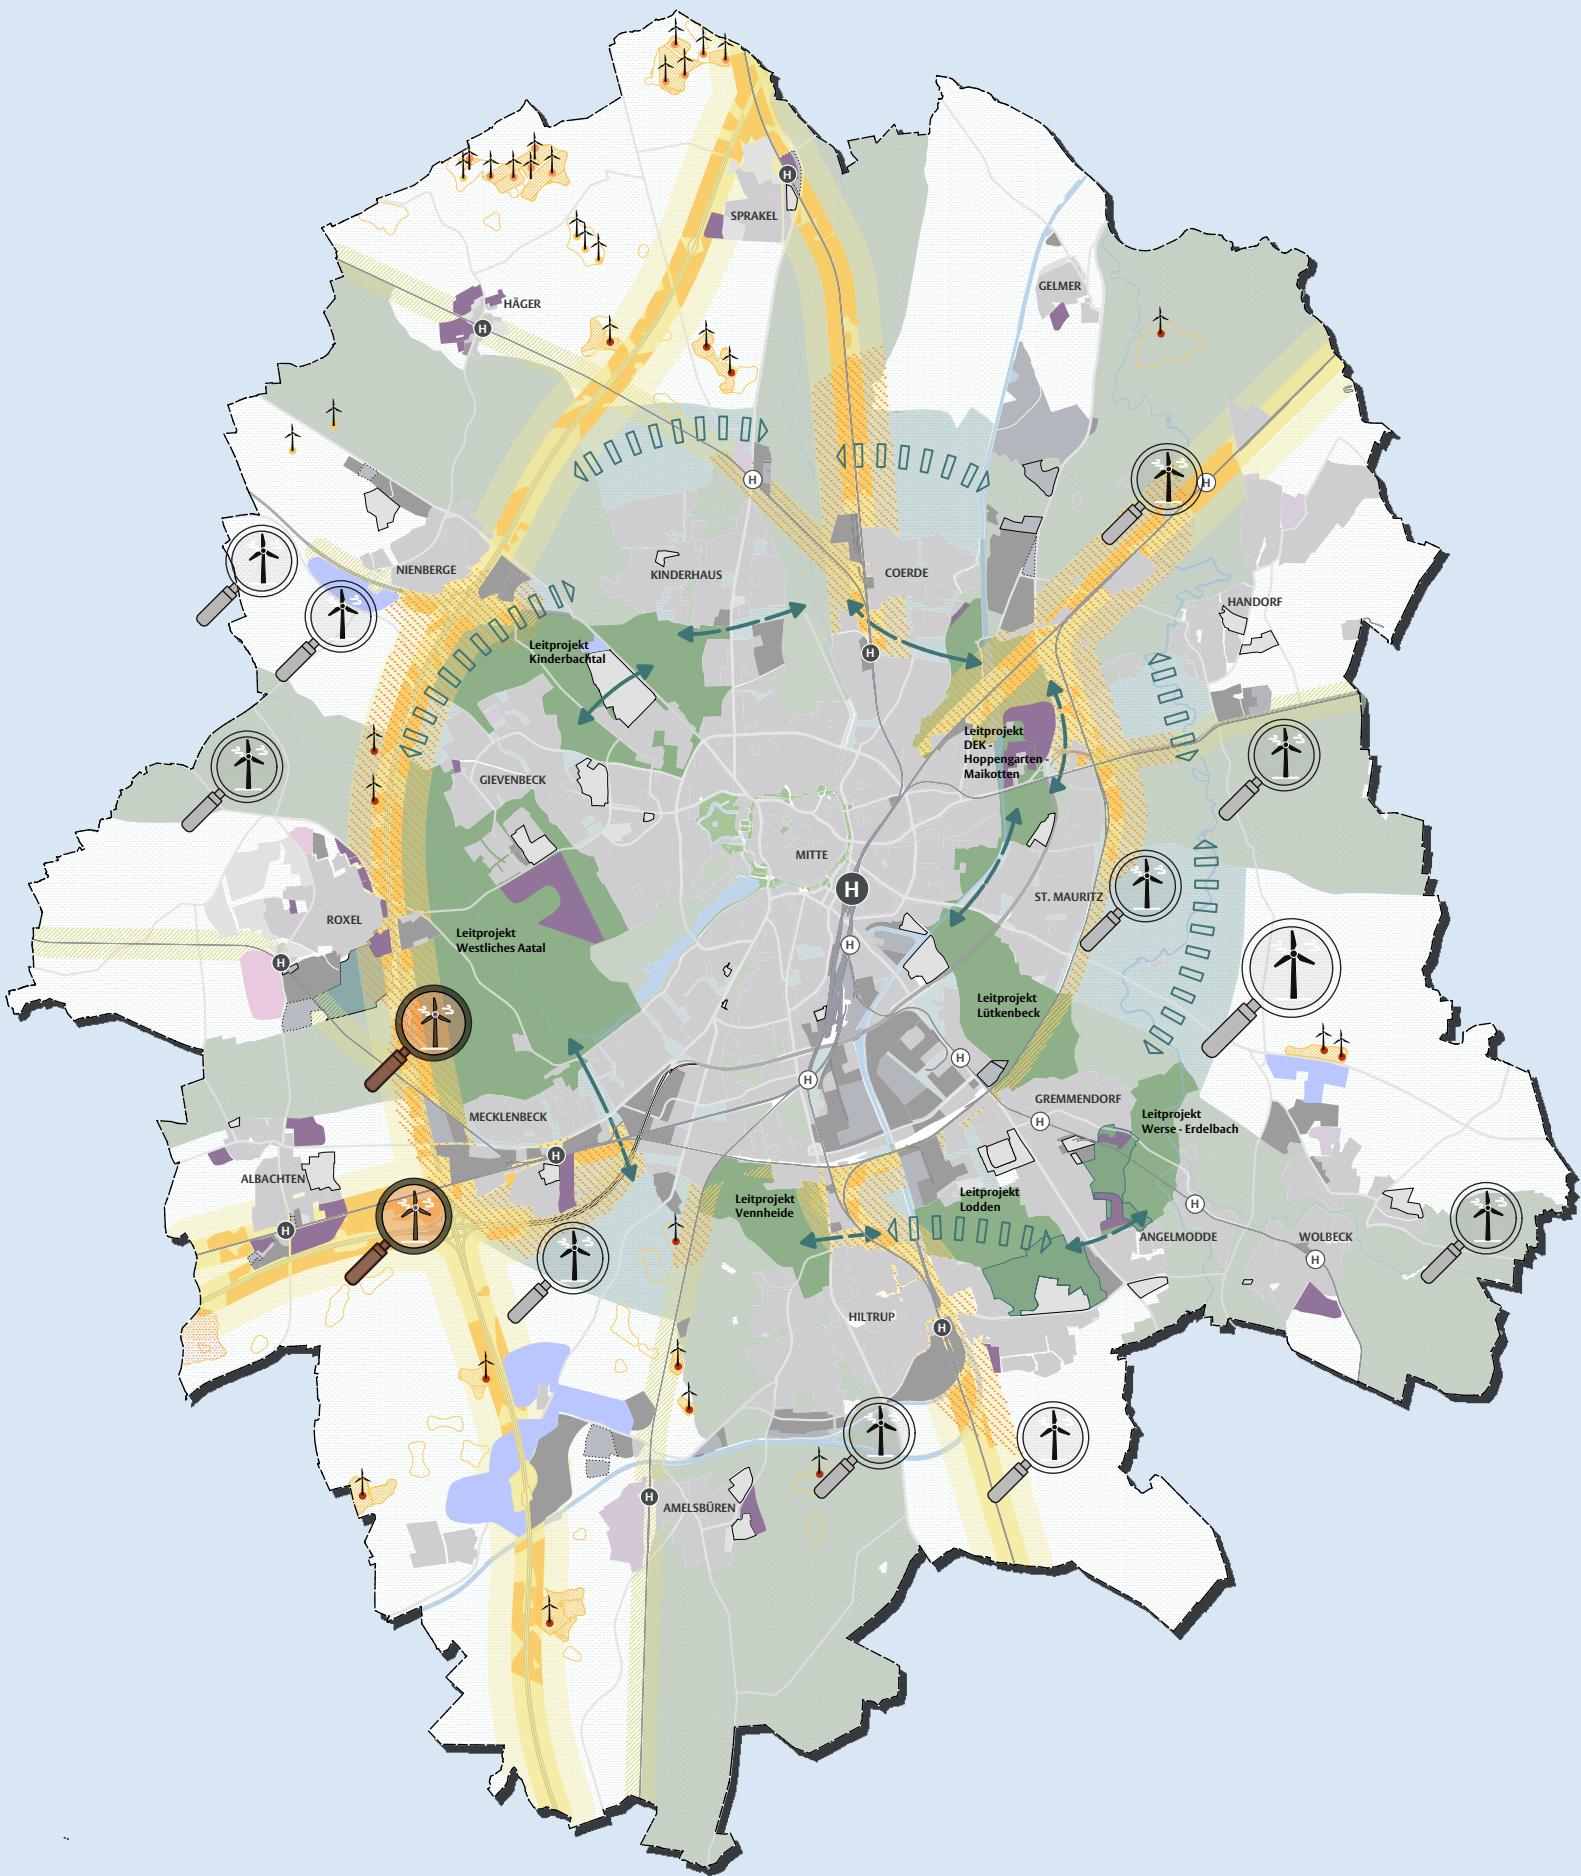 H
SPRAKEL
GELMER
HÄGER
H
H
H
NIENBERGE
KINDERHAUS
COERDE
HANDORF
Leitprojekt
Kinderbachtal
H
Leitprojekt
DEK -
Hoppengarten -
Maikotten
GIEVENBECK
MITTE
H
ST. MAURITZ
ROXEL
Leitprojekt
Westliches Aatal
H
H
Leitprojekt
Lütkenbeck
H
H
GREMMENDORF
MECKLENBECK
H
Leitprojekt
Werse - Erdelbach
H
ALBACHTEN
Leitprojekt
Vennheide
Leitprojekt
Lodden
H
H
ANGELMODDE
WOLBECK
H
HILTRUP
H
H
AMELSBÜREN